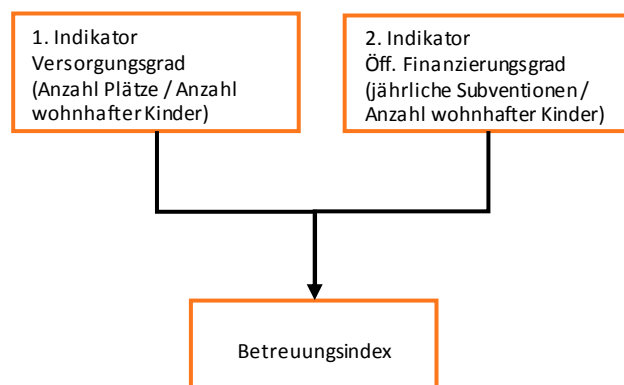 1. Indikator
Versorgungsgrad
(Anzahl Plätze / Anzahl
wohnhafter Kinder)
2. Indikator
Öff. Finanzierungsgrad
(jährliche Subventionen /
Anzahl wohnhafter Kinder)
Betreuungsindex